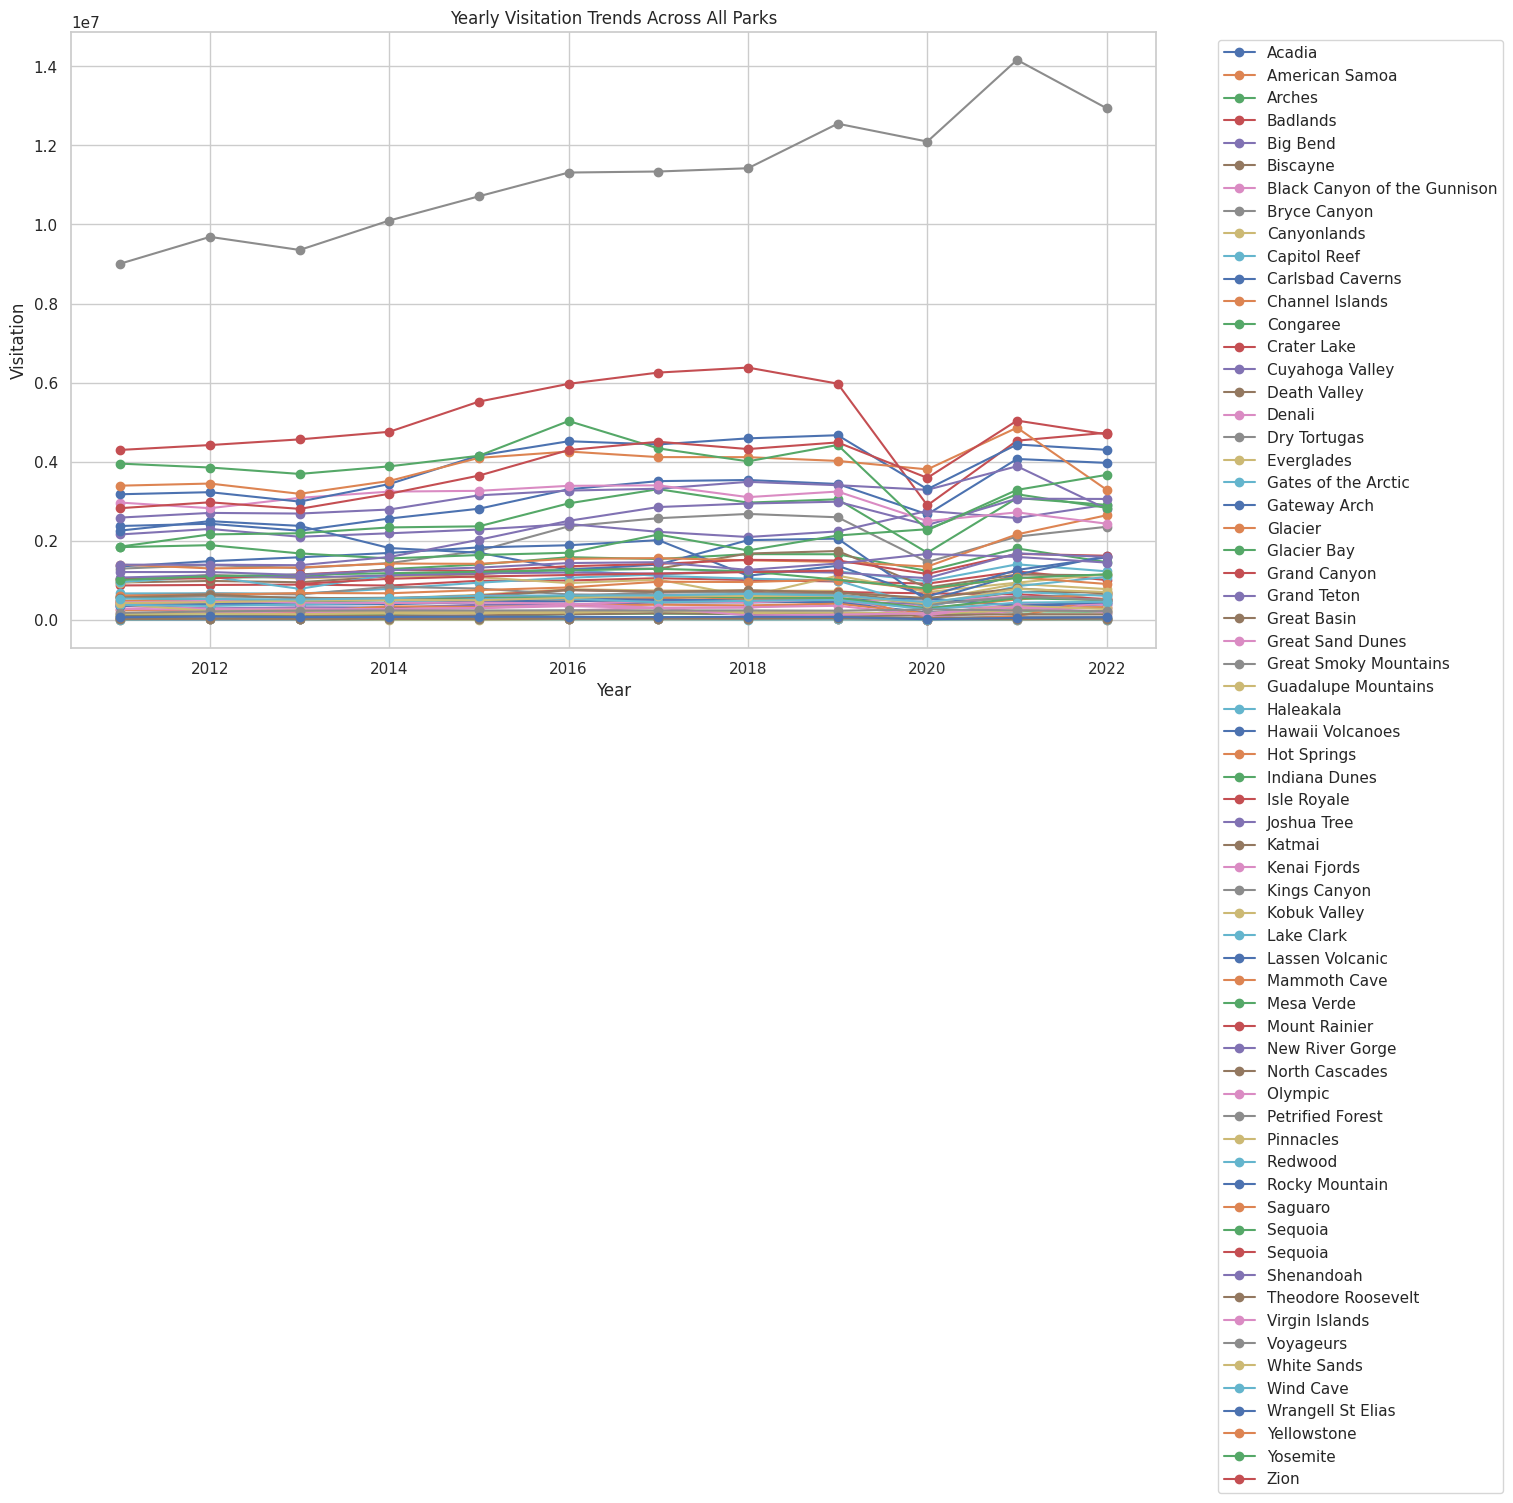 Yearly Visitation Trends Across All Parks
1e7
1.4
1.2
1.0
0.8
0.6
0.4
0.2
0.0
Visitation
2012 2014 2016 2018 2020 2022
Year
Acadia
American Samoa
Arches
Badlands
Big Bend
Biscayne
Black Canyon of the Gunnison
Bryce Canyon
Canyonlands
Capitol Reef
Carlsbad Caverns
Channel Islands
Congaree
Crater Lake
Cuyahoga Valley
Death Valley
Denali
Dry Tortugas
Everglades
Gates of the Arctic
Gateway Arch
Glacier
Glacier Bay
Grand Canyon
Grand Teton
Great Basin
Great Sand Dunes
Great Smoky Mountains
Guadalupe Mountains
Haleakala
Hawaii Volcanoes
Hot Springs
Indiana Dunes
Isle Royale
Joshua Tree
Katmai
Kenai Fjords
Kings Canyon
Kobuk Valley
Lake Clark
Lassen Volcanic
Mammoth Cave
Mesa Verde
Mount Rainier
New River Gorge
North Cascades
Olympic
Petrified Forest
Pinnacles
Redwood
Rocky Mountain
Saguaro
Sequoia
Sequoia
Shenandoah
Theodore Roosevelt
Virgin Islands
Voyageurs
White Sands
Wind Cave
Wrangell St Elias
Yellowstone
Yosemite
Zion